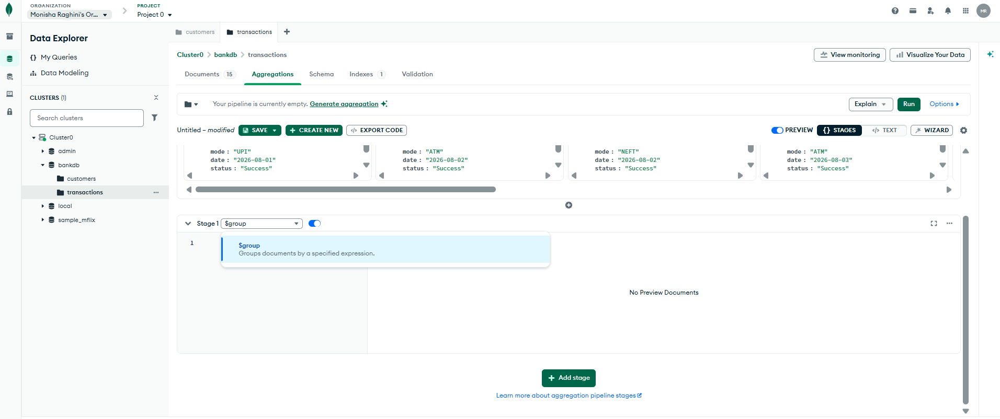 ORGANIZATION
Monisha Raghini's Or...
PROJECT
Project 0
MR
Data Explorer
My Queries
Data Modeling
CLUSTERS (1)
Search clusters
Cluster0
admin
bankdb
customers
transactions
local
sample_mflix
customers
transactions
Cluster0 > bankdb > transactions
View monitoring
Visualize Your Data
Documents 15
Aggregations
Schema
Indexes 1
Validation
Your pipeline is currently empty. Generate aggregation
Explain
Run
Options
Untitled – modified
SAVE
CREATE NEW
</> EXPORT CODE
PREVIEW
{} STAGES
</> TEXT
WIZARD
mode : "UPI"
date : "2026-08-01"
status : "Success"
mode : "ATM"
date : "2026-08-02"
status : "Success"
mode : "NEFT"
date : "2026-08-02"
status : "Success"
mode : "ATM"
date : "2026-08-03"
status : "Success"
Stage 1 $group
1
$group
Groups documents by a specified expression.
No Preview Documents
+ Add stage
Learn more about aggregation pipeline stages